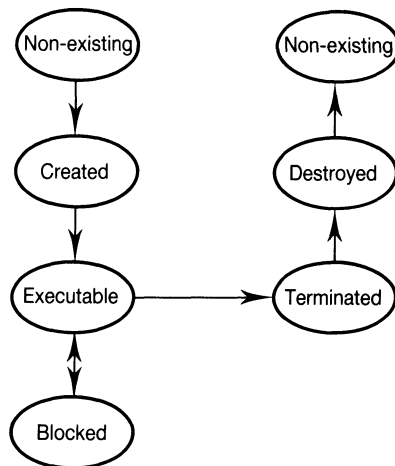 Non-existing
Non-existing
Created
Destroyed
Executable
Terminated
Blocked